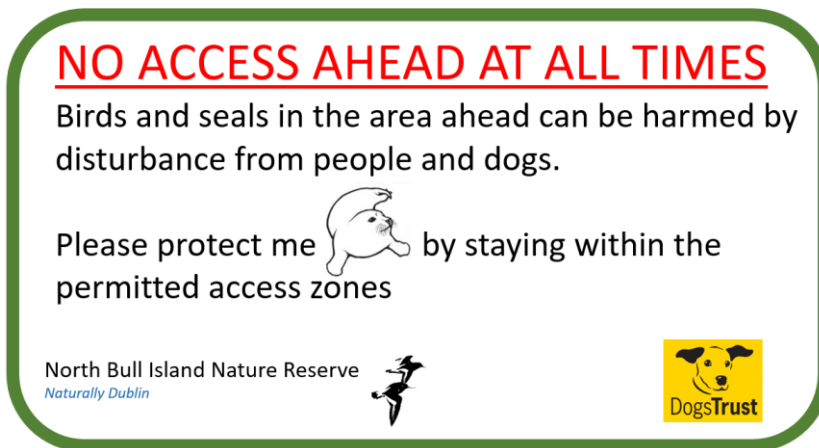 NO ACCESS AHEAD AT ALL TIMES
Birds and seals in the area ahead can be harmed by
disturbance from people and dogs.
Please protect me by staying within the
permitted access zones
North Bull Island Nature Reserve
Naturally Dublin
DogsTrust